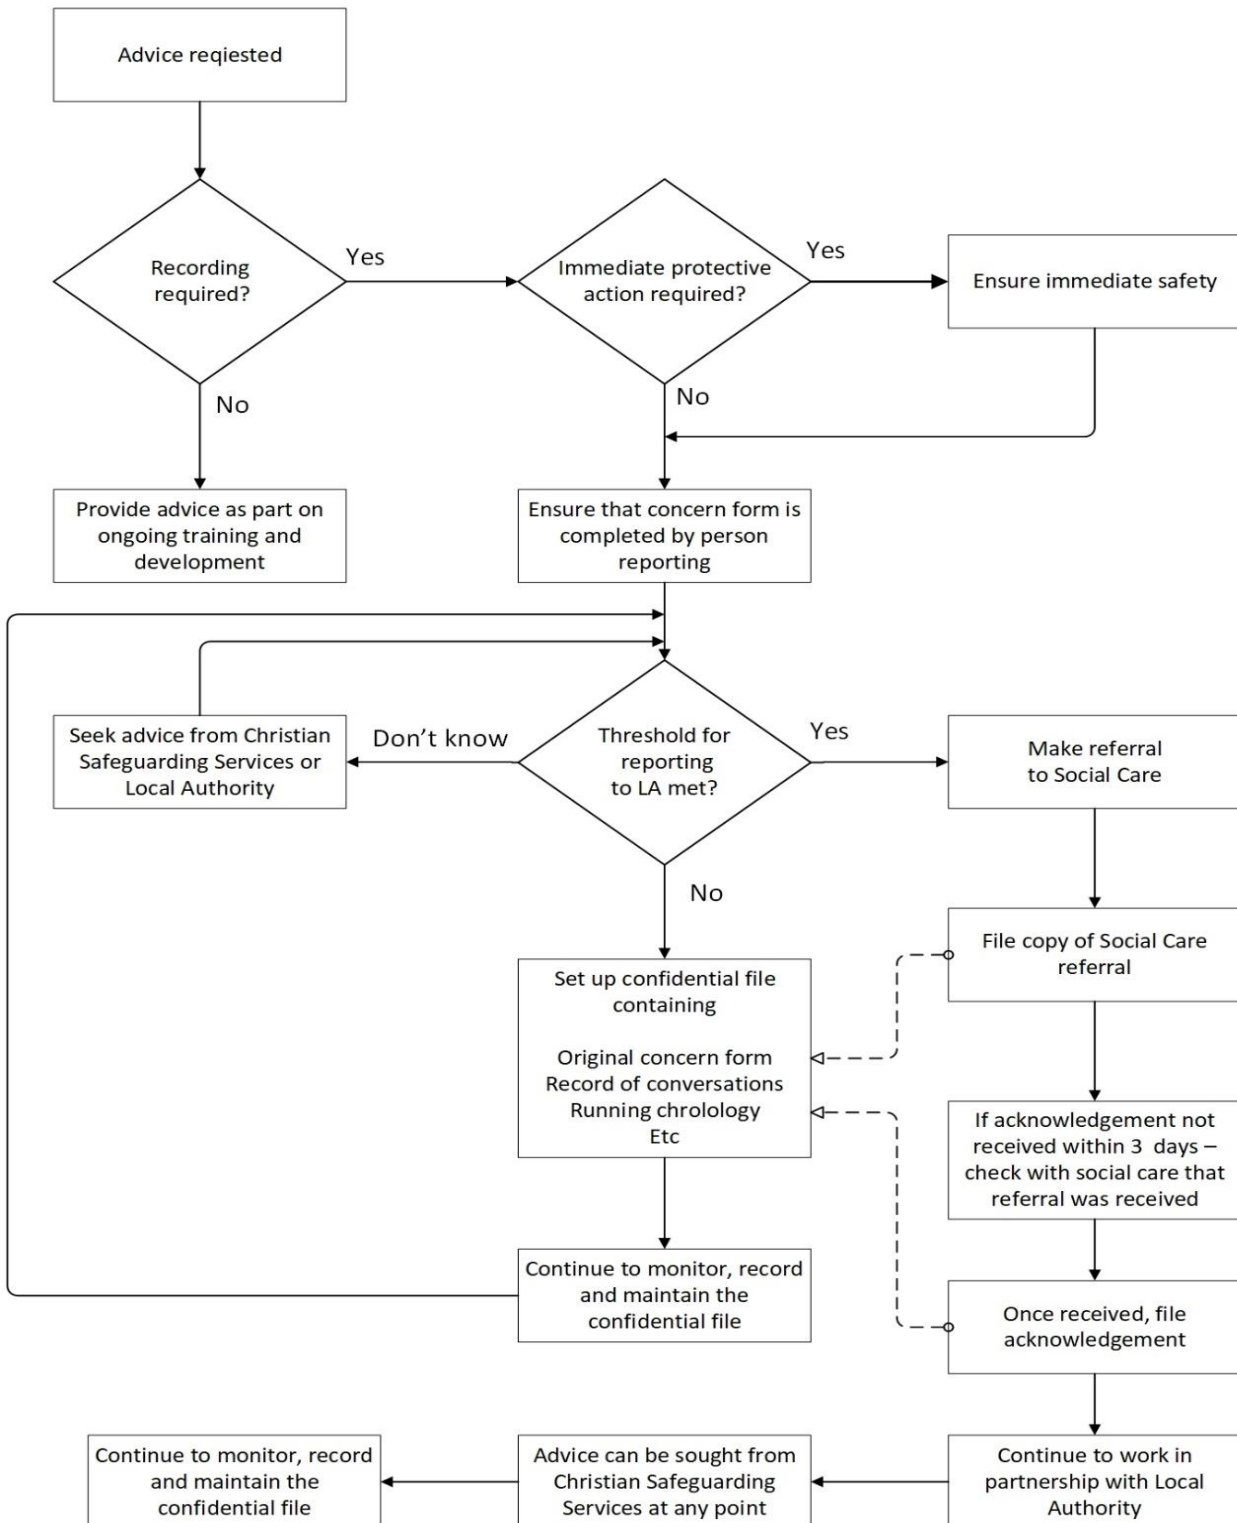 Advice reqiested
Recording
required?
Yes
Immediate protective
action required?
Yes
Ensure immediate safety
No
No
Provide advice as part on
ongoing training and
development
Ensure that concern form is
completed by person
reporting
Seek advice from Christian
Safeguarding Services or
Local Authority
Don’t know
Threshold for
reporting
to LA met?
Yes
Make referral
to Social Care
No
File copy of Social Care
referral
Set up confidential file
containing
Original concern form
Record of conversations
Running chrolology
Etc
If acknowledgement not
received within 3 days –
check with social care that
referral was received
Continue to monitor, record
and maintain the
confidential file
Once received, file
acknowledgement
Continue to monitor, record
and maintain the
confidential file
Advice can be sought from
Christian Safeguarding
Services at any point
Continue to work in
partnership with Local
Authority